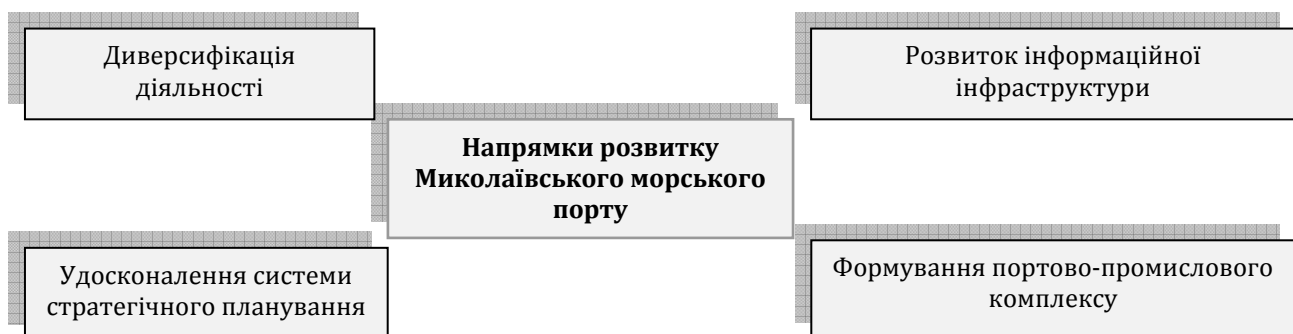 Диверсифікація
діяльності
Розвиток інформаційної
інфраструктури
Напрямки розвитку
Миколаївського морського
порту
Удосконалення системи
стратегічного планування
Формування портово-промислового
комплексу